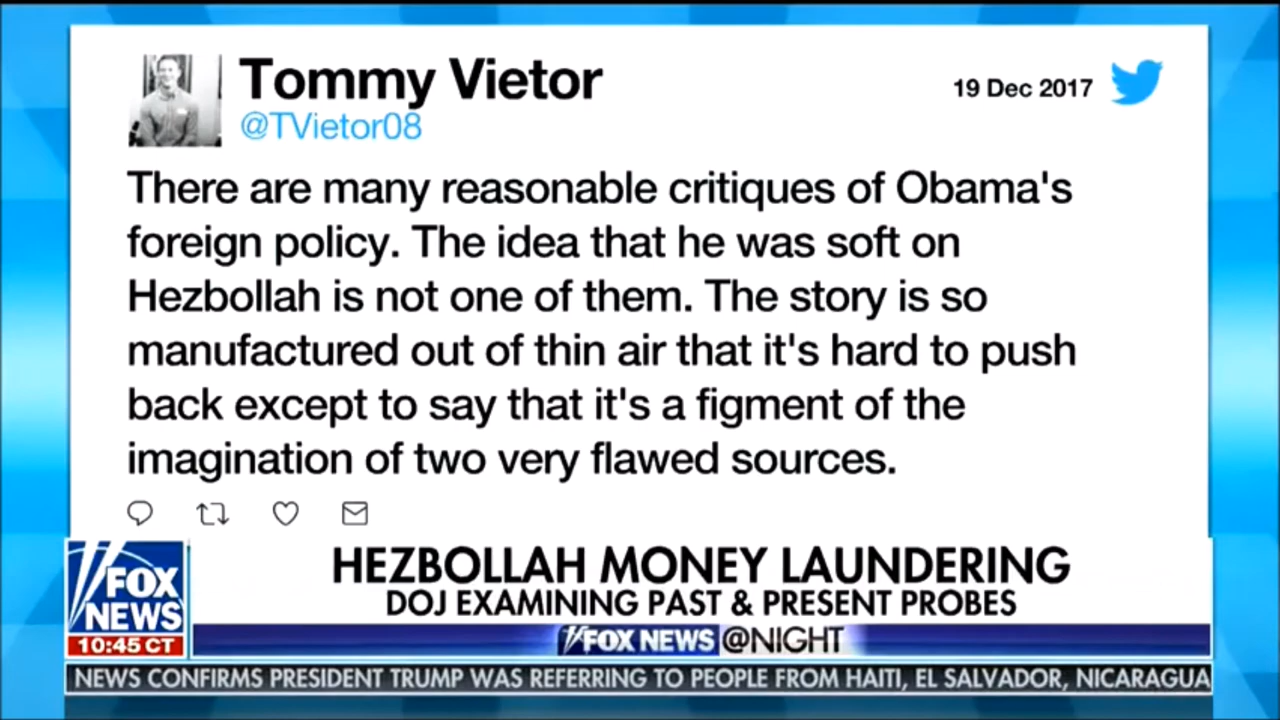 Tommy Vietor
19 Dec 2017
@TVietor08
There are many reasonable critiques of Obama's
foreign policy. The idea that he was soft on
Hezbollah is not one of them. The story is so
manufactured out of thin air that it's hard to push
back except to say that it's a figment of the
imagination of two very flawed sources.
HEZBOLLAH MONEY LAUNDERING
DOJ EXAMINING PAST & PRESENT PROBES
FOX
NEWS
10:45 CT
FOX NEWS @NIGHT
NEWS CONFIRMS PRESIDENT TRUMP WAS REFERRING TO PEOPLE FROM HAITI, EL SALVADOR, NICARAGUA